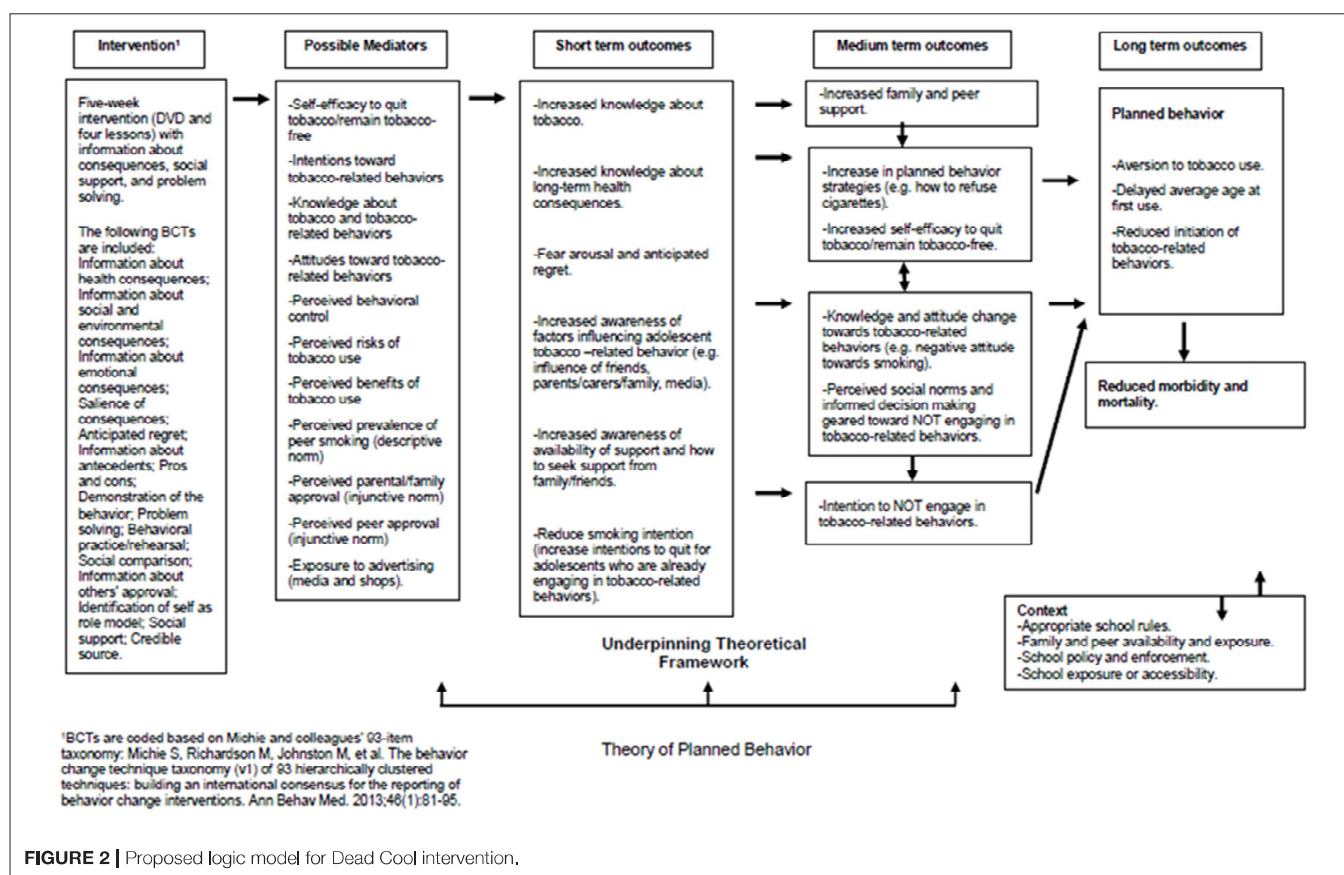 Intervention¹
Five-week
intervention (DVD and
four lessons) with
information about
consequences, social
support, and problem
solving.
The following BCTs
are included:
Information about
health consequences;
Information about
social and
environmental
consequences;
Information about
emotional
consequences;
Salience of
consequences;
Anticipated regret;
Information about
antecedents; Pros
and cons;
Demonstration of the
behavior; Problem
solving; Behavioral
practice/rehearsal;
Social comparison;
Information about
others' approval;
Identification of self as
role model; Social
support; Credible
source.
Possible Mediators
-Self-efficacy to quit
tobacco/remain tobacco-
free
-Intentions toward
tobacco-related behaviors
-Knowledge about
tobacco and tobacco-
related behaviors
-Attitudes toward tobacco-
related behaviors
-Perceived behavioral
control
-Perceived risks of
tobacco use
-Perceived benefits of
tobacco use
-Perceived prevalence of
peer smoking (descriptive
norm)
-Perceived parental/family
approval (injunctive norm)
-Perceived peer approval
(injunctive norm)
-Exposure to advertising
(media and shops).
Short term outcomes
-Increased knowledge about
tobacco.
-Increased knowledge about
long-term health
consequences.
-Fear arousal and anticipated
regret.
-Increased awareness of
factors influencing adolescent
tobacco –related behavior (e.g.
influence of friends,
parents/carers/family, media).
-Increased awareness of
availability of support and how
to seek support from
family/friends.
-Reduce smoking intention
(increase intentions to quit for
adolescents who are already
engaging in tobacco-related
behaviors).
Medium term outcomes
-Increased family and peer
support.
-Increase in planned behavior
strategies (e.g. how to refuse
cigarettes).
-Increased self-efficacy to quit
tobacco/remain tobacco-free.
-Knowledge and attitude change
towards tobacco-related
behaviors (e.g. negative attitude
towards smoking).
-Perceived social norms and
informed decision making
geared toward NOT engaging in
tobacco-related behaviors.
-Intention to NOT engage in
tobacco-related behaviors.
Long term outcomes
Planned behavior
-Aversion to tobacco use.
-Delayed average age at
first use.
-Reduced initiation of
tobacco-related
behaviors.
Reduced morbidity and
mortality.
Context
-Appropriate school rules.
-Family and peer availability and exposure.
-School policy and enforcement.
-School exposure or accessibility.
Underpinning Theoretical
Framework
Theory of Planned Behavior
¹BCTs are coded based on Michie and colleagues' 93-item
taxonomy: Michie S, Richardson M, Johnston M, et al. The behavior
change technique taxonomy (v1) of 93 hierarchically clustered
techniques: building an international consensus for the reporting of
behavior change interventions. Ann Behav Med. 2013;46(1):81-95.
FIGURE 2 | Proposed logic model for Dead Cool intervention.